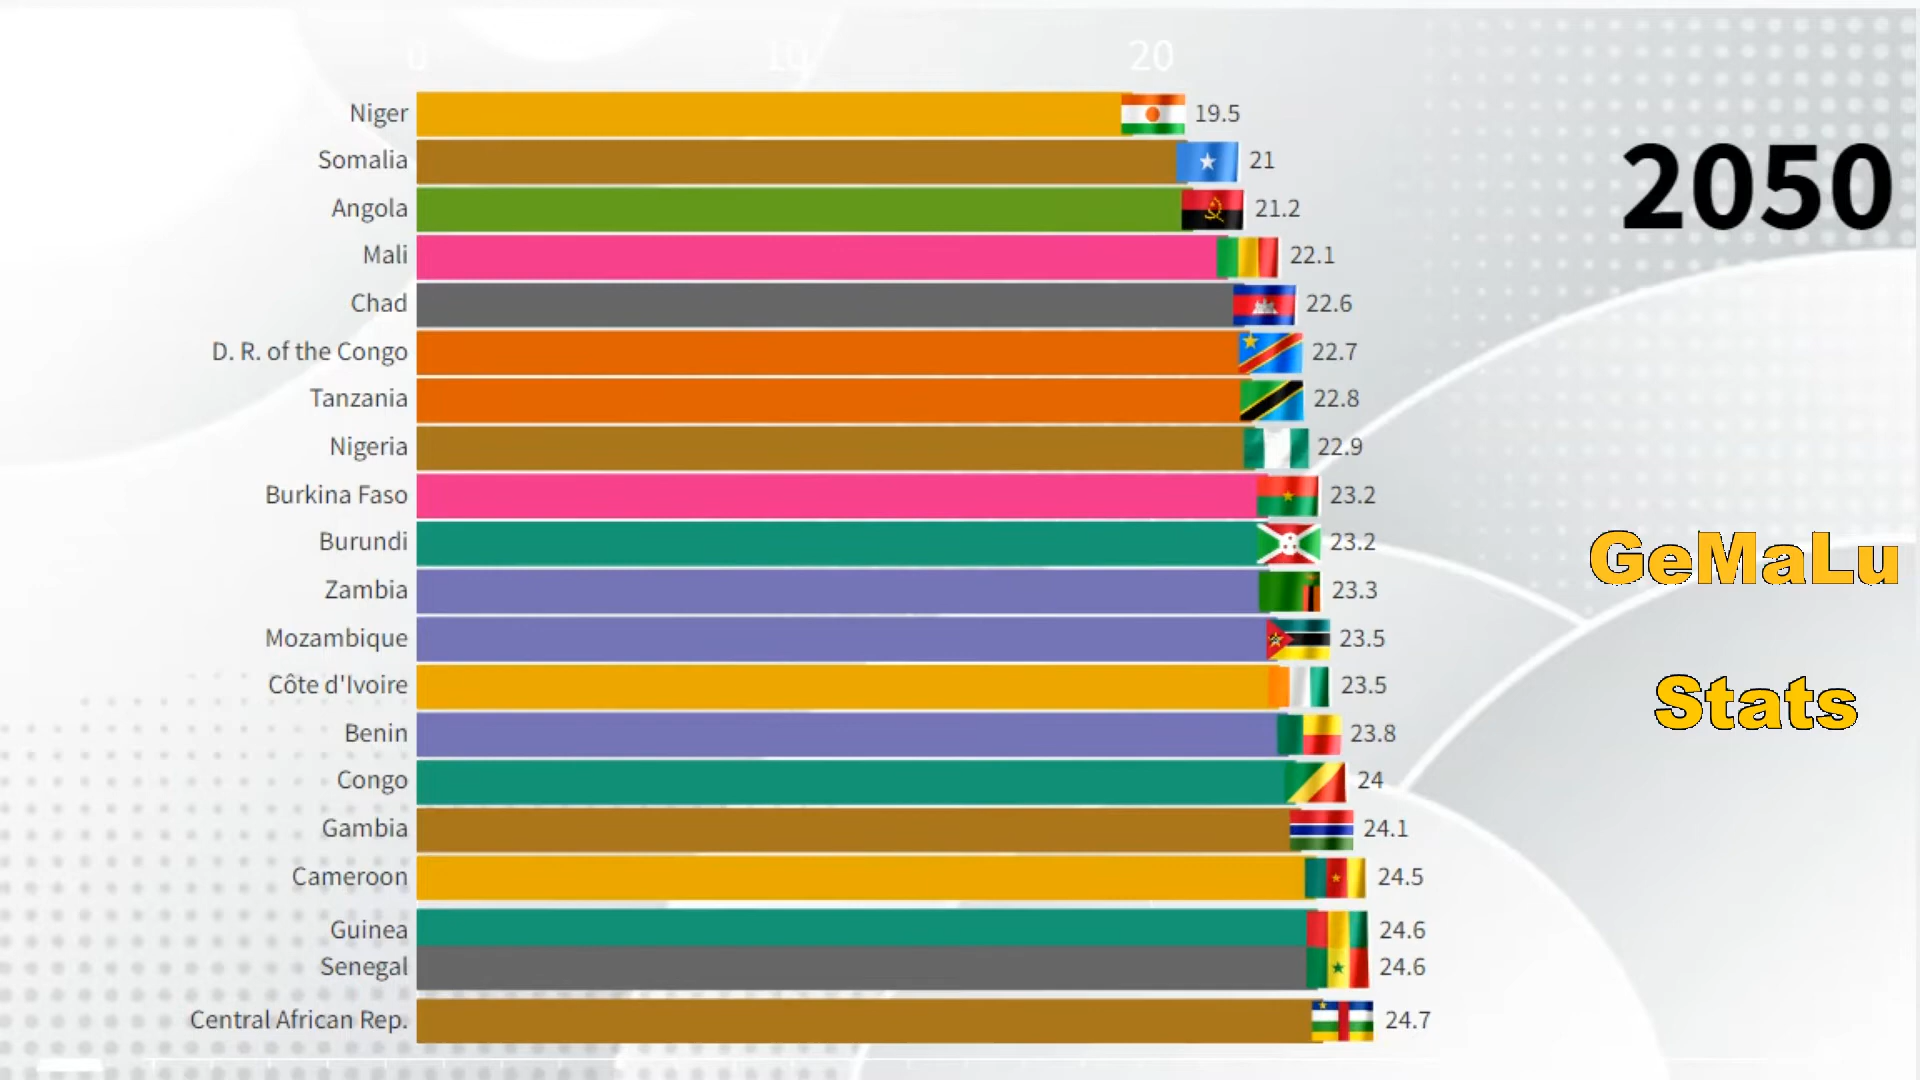 0 10 20
Niger 19.5
Somalia 21
2050
Angola 21.2
Mali 22.1
Chad 22.6
D. R. of the Congo 22.7
Tanzania 22.8
Nigeria 22.9
Burkina Faso 23.2
Burundi 23.2
GeMaLu
Zambia 23.3
Mozambique 23.5
Côte d'Ivoire 23.5
Stats
Benin 23.8
Congo 24
Gambia 24.1
Cameroon 24.5
Guinea 24.6
Senegal 24.6
Central African Rep. 24.7